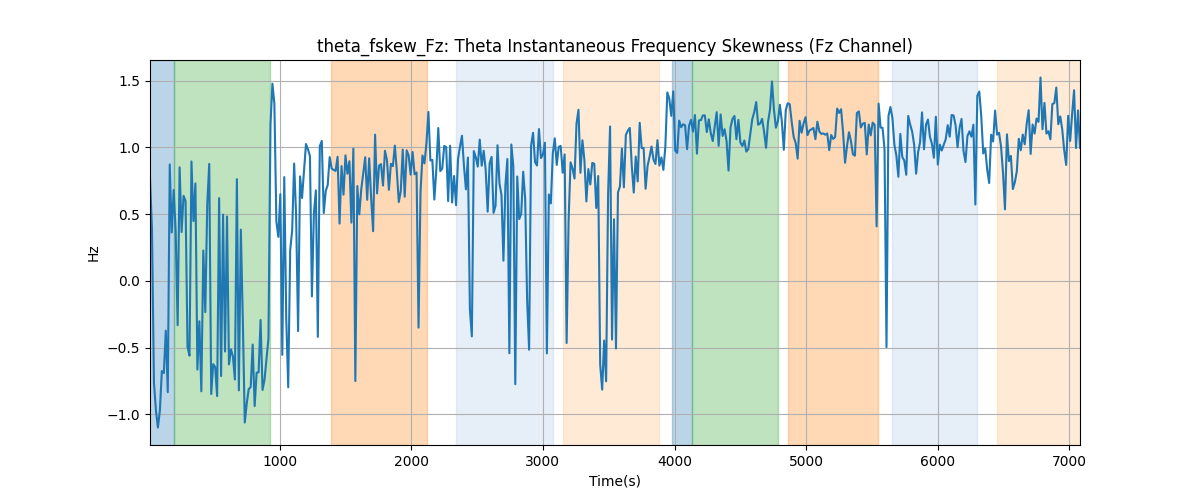 theta_fskew_Fz: Theta Instantaneous Frequency Skewness (Fz Channel)
Hz
1.5
1.0
0.5
0.0
−0.5
−1.0
1000 2000 3000 4000 5000 6000 7000
Time(s)